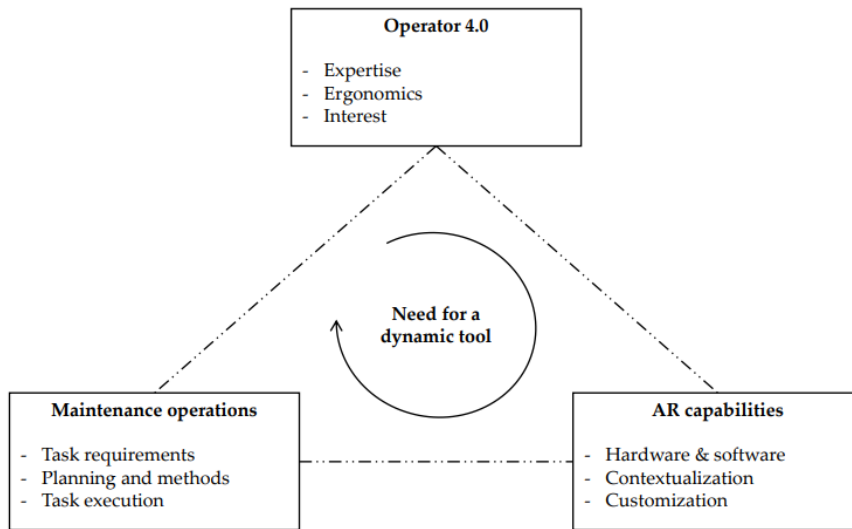 Operator 4.0
- Expertise
- Ergonomics
- Interest
Need for a
dynamic tool
Maintenance operations
- Task requirements
- Planning and methods
- Task execution
AR capabilities
- Hardware & software
- Contextualization
- Customization